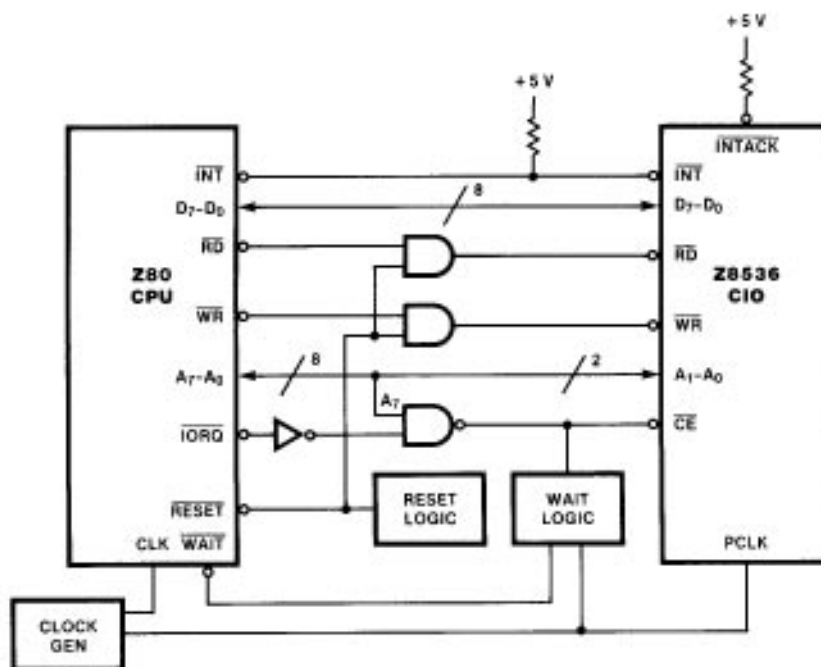 +5 V
+5 V
INTACK
INT
INT
D7-D0
8
D7-D0
RD
RD
Z80
CPU
Z8536
CIO
WR
WR
A7-A0
8
2
A1-A0
A7
IORQ
CE
RESET
RESET
LOGIC
WAIT
LOGIC
CLK WAIT
PCLK
CLOCK
GEN